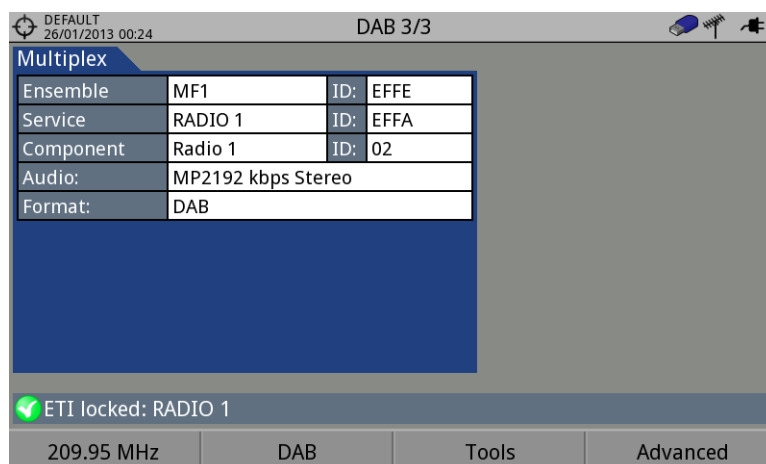 DEFAULT
26/01/2013 00:24
DAB 3/3
Multiplex
Ensemble MF1 ID: EFFE
Service RADIO 1 ID: EFFA
Component Radio 1 ID: 02
Audio: MP2192 kbps Stereo
Format: DAB
ETI locked: RADIO 1
209.95 MHz DAB Tools Advanced